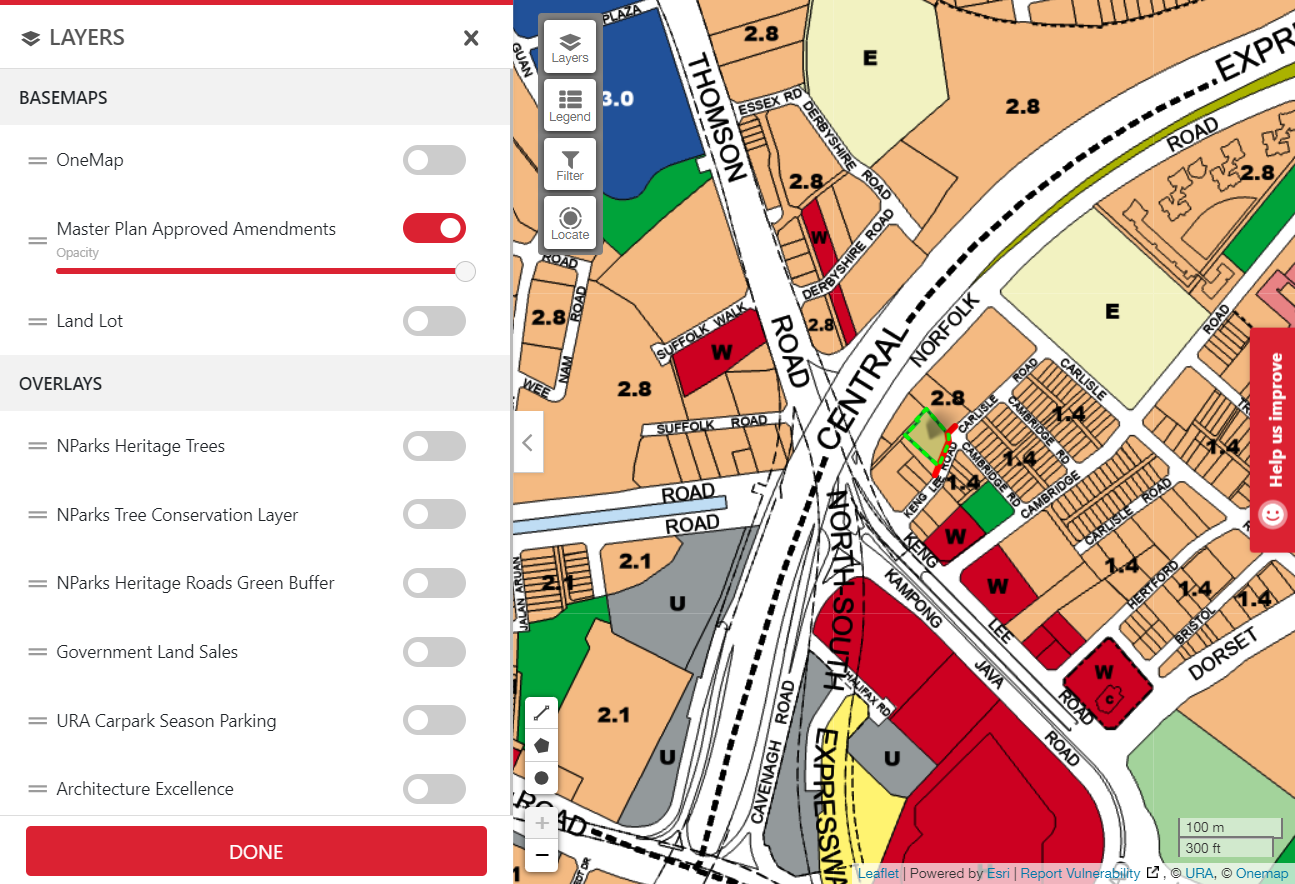 LAYERS
BASEMAPS
OneMap
Master Plan Approved Amendments
Opacity
Land Lot
OVERLAYS
NParks Heritage Trees
NParks Tree Conservation Layer
NParks Heritage Roads Green Buffer
Government Land Sales
URA Carpark Season Parking
Architecture Excellence
DONE
Layers
Legend
Filter
Locate
PLAZA
GUAN
3.0
2.8
E
EXPR
2.8
THOMSON
ESSEX RD
DERBYSHIRE ROAD
ROAD
2.8
2.8
W
DERBYSHIRE ROAD
ROAD
ROAD
2.8
2.8
NAM
WEE
SUFFOLK WALK
W
2.8
ROAD
SUFFOLK ROAD
CENTRAL
NORFOLK
E
ROAD
2.8
ROAD
CARLISLE
CARLISLE
1.4
CAMBRIDGE RD
1.4
1.4
CAMBRIDGE RD
CAMBRIDGE
KENG LEE ROAD
1.4
ROAD
ROAD
NORTH-SOUTH
CARLISLE ROAD
W
KENG
JALAN ARUAN
2.1
2.1
U
KAMPONG
W
1.4
HERTFORD
1.4
1.4
BRISTOL
DORSET
LEE
JAVA
W
C
ROAD
ROAD
HALIFAX RD
2.1
U
CAVENAGH ROAD
EXPRESSWA
U
ROAD
1
Help us improve
100 m
300 ft
Leaflet | Powered by Esri | Report Vulnerability , © URA, © Onemap